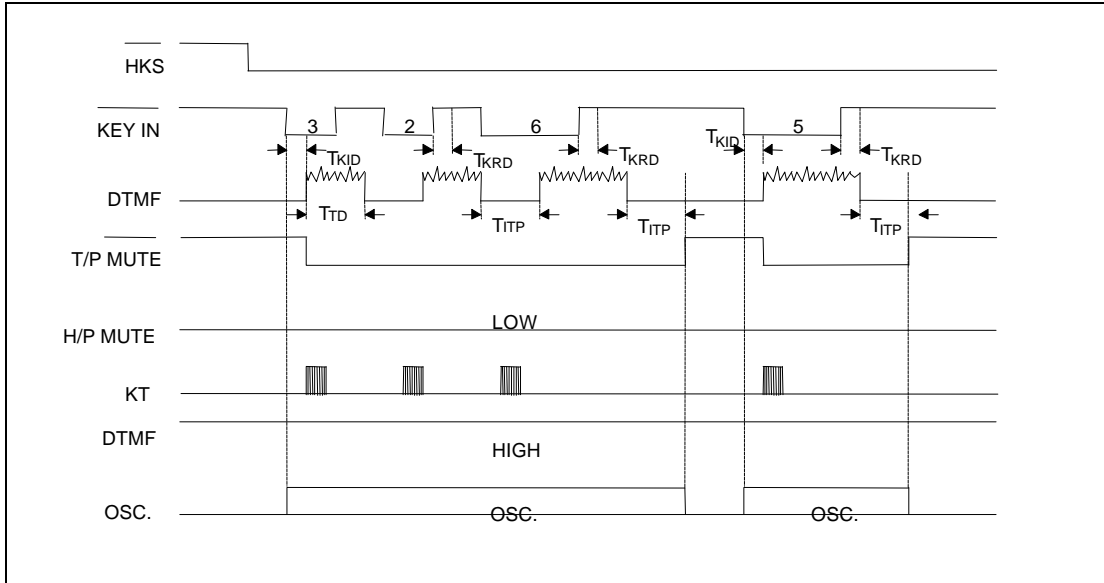 HKS
KEY IN 3 2 6 5
TKID TKRD TKRD TKID TKRD
DTMF
TTD TITP TITP TITP
T/P MUTE
LOW
H/P MUTE
KT
DTMF
HIGH
OSC. OSC. OSC.